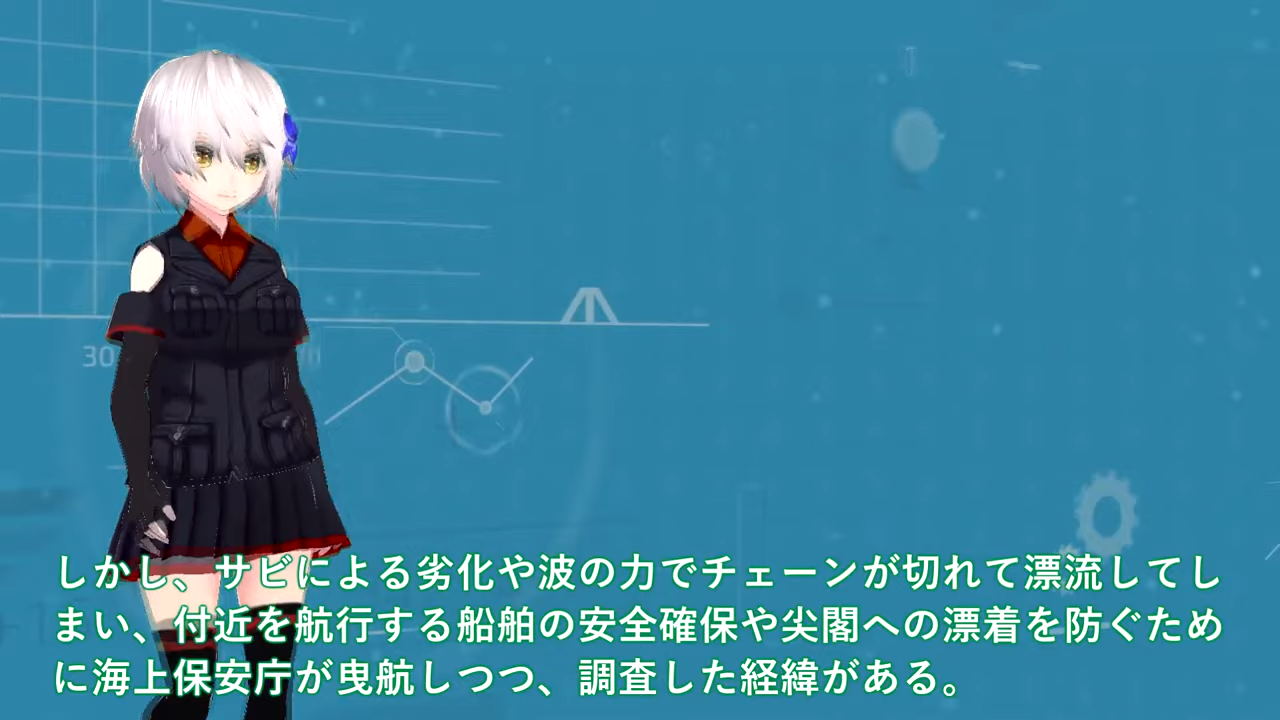 30
しかし、サビによる劣化や波の力でチェーンが切れて漂流してし
まい、付近を航行する船舶の安全確保や尖閣への漂着を防ぐため
に海上保安庁が曳航しつつ、調査した経緯がある。